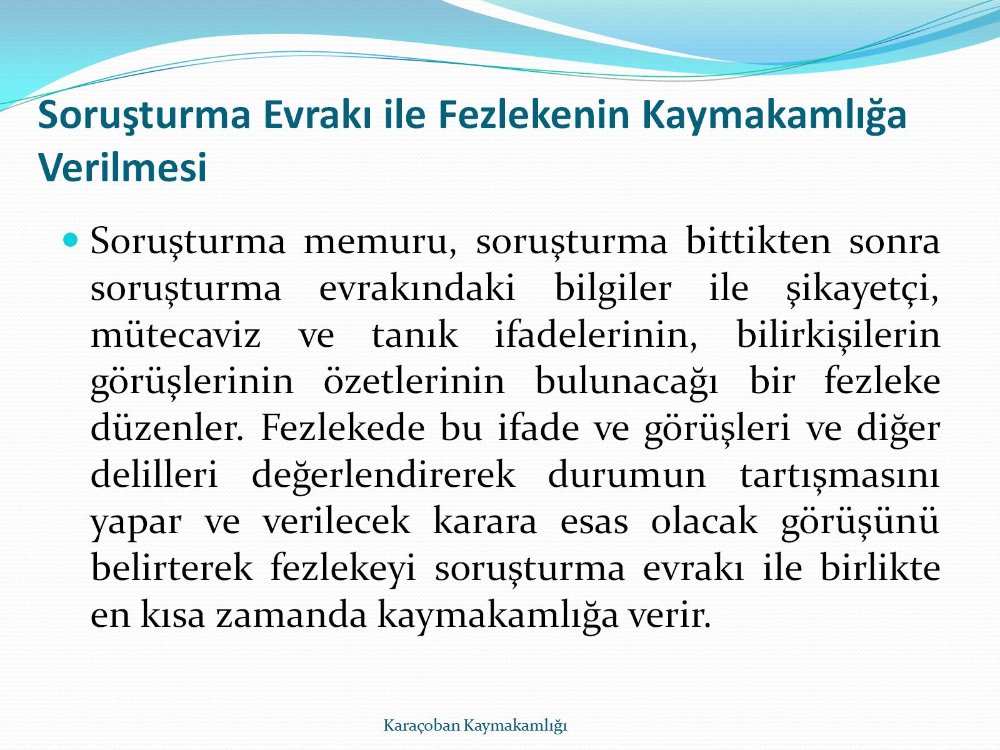 Soruşturma Evrakı ile Fezlekenin Kaymakamlığa
Verilmesi
• Soruşturma memuru, soruşturma bittikten sonra
soruşturma evrakındaki bilgiler ile şikayetçi,
mütecaviz ve tanık ifadelerinin, bilirkişilerin
görüşlerinin özetlerinin bulunacağı bir fezleke
düzenler. Fezlekede bu ifade ve görüşleri ve diğer
delilleri değerlendirerek durumun tartışmasını
yapar ve verilecek karara esas olacak görüşünü
belirterek fezlekeyi soruşturma evrakı ile birlikte
en kısa zamanda kaymakamlığa verir.
Karaçoban Kaymakamlığı